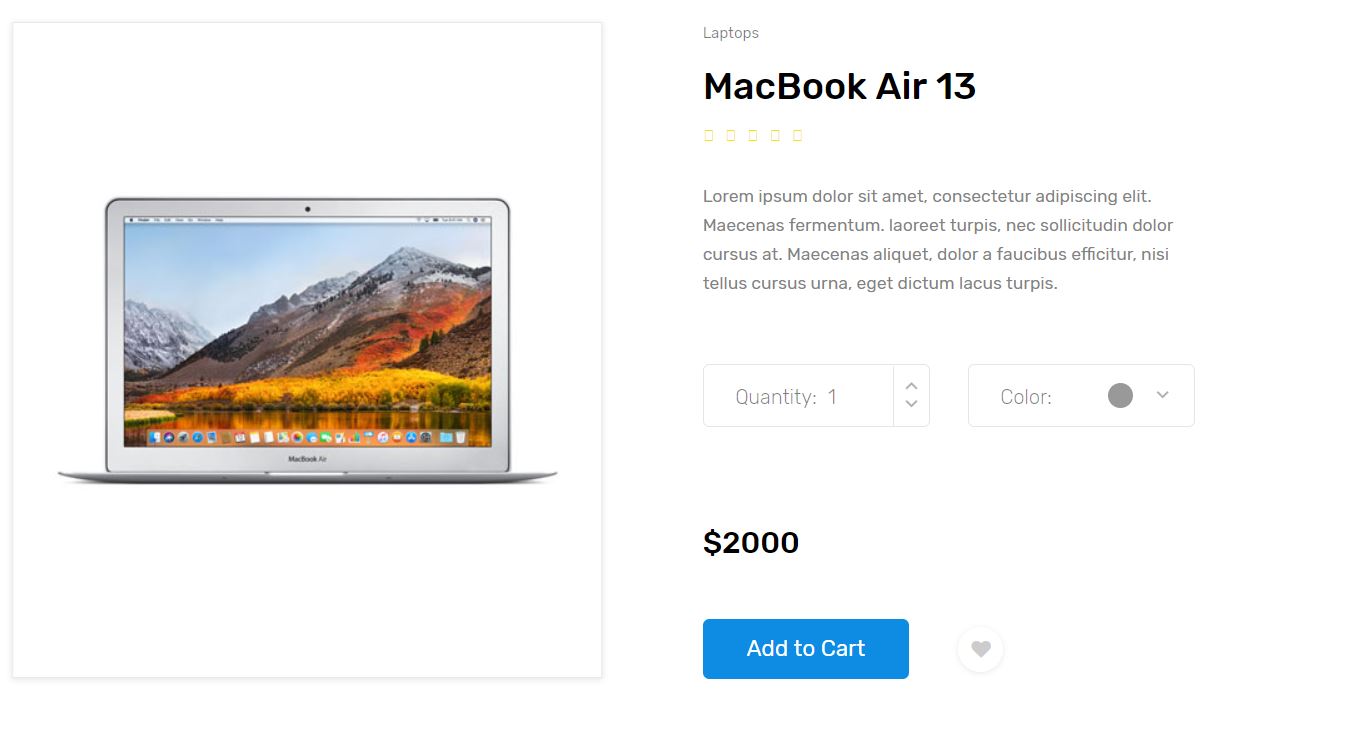 Laptops
MacBook Air 13
Lorem ipsum dolor sit amet, consectetur adipiscing elit.
Maecenas fermentum. laoreet turpis, nec sollicitudin dolor
cursus at. Maecenas aliquet, dolor a faucibus efficitur, nisi
tellus cursus urna, eget dictum lacus turpis.
Quantity: 1
Color:
MacBook Air
$2000
Add to Cart